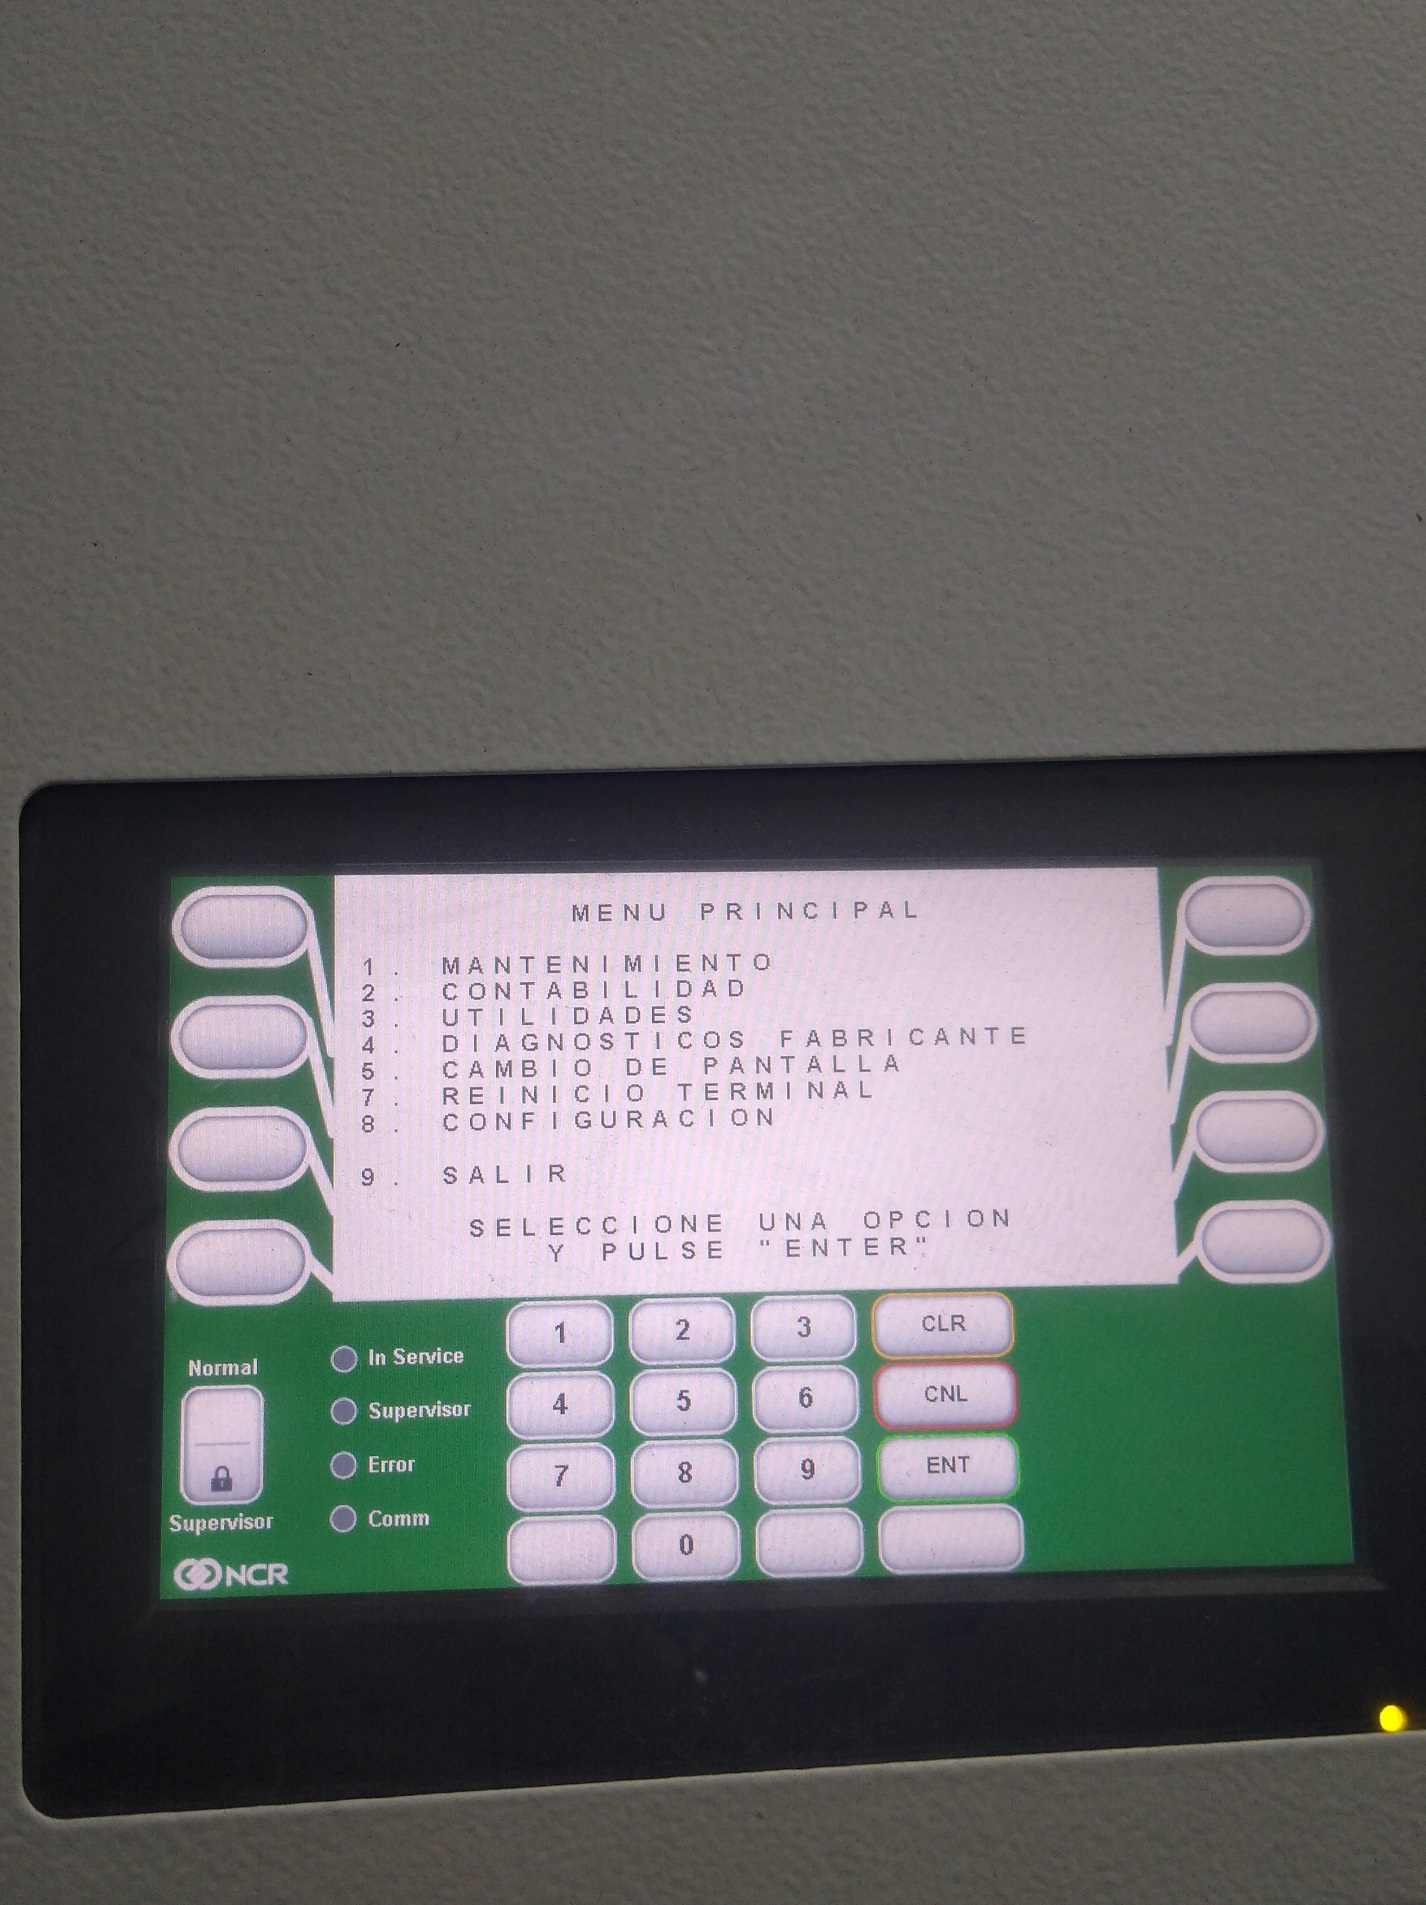 MENU PRINCIPAL
1. MANTENIMIENTO
2. CONTABILIDAD
3. UTILIDADES
4. DIAGNOSTICOS FABRICANTE
5. CAMBIO DE PANTALLA
7. REINICIO TERMINAL
8. CONFIGURACION
9. SALIR
SELECCIONE UNA OPCION
Y PULSE "ENTER"
Normal
Supervisor
NCR
In Service
Supervisor
Error
Comm
1 2 3 CLR
4 5 6 CNL
7 8 9 ENT
0